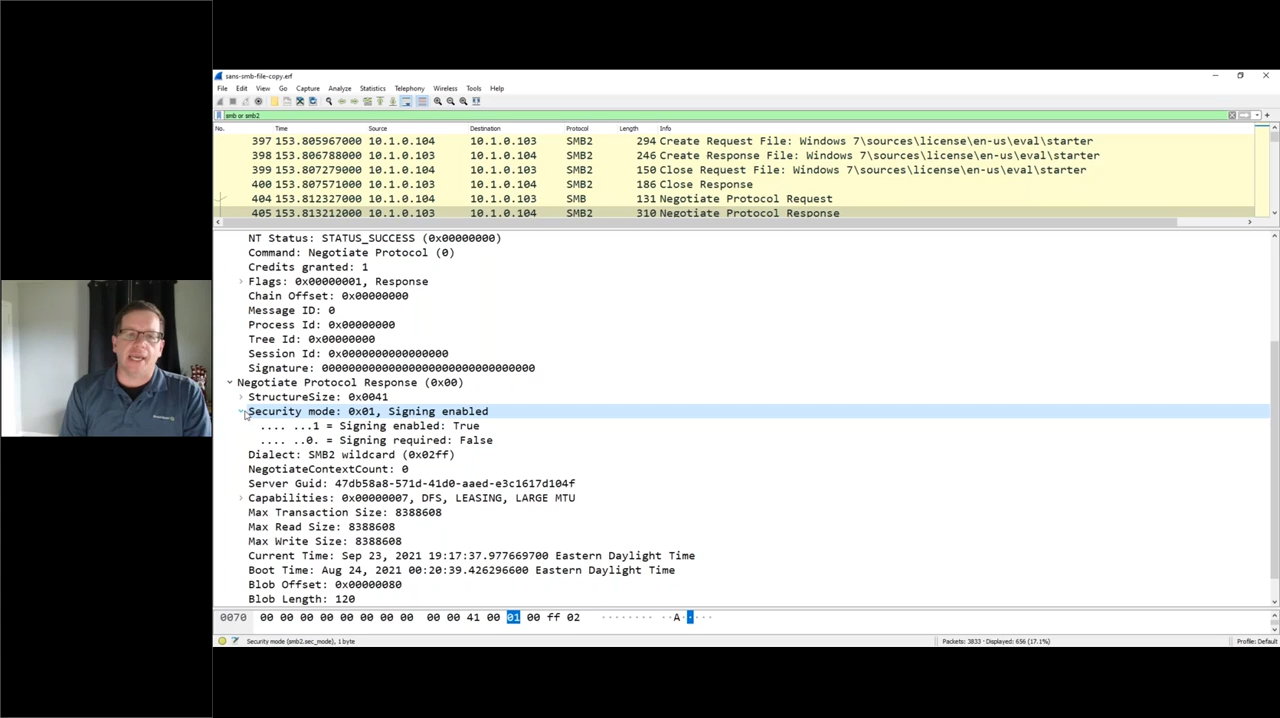 sans-smb-file-copy.erf
File Edit View Go Capture Analyze Statistics Telephony Wireless Tools Help
smb or smb2
No. Time Source Destination Protocol Length Info
397 153.805967000 10.1.0.104 10.1.0.103 SMB2 294 Create Request File: Windows 7\sources\license\en-us\eval\starter
398 153.806788000 10.1.0.103 10.1.0.104 SMB2 246 Create Response File: Windows 7\sources\license\en-us\eval\starter
399 153.807279000 10.1.0.104 10.1.0.103 SMB2 150 Close Request File: Windows 7\sources\license\en-us\eval\starter
400 153.807571000 10.1.0.103 10.1.0.104 SMB2 186 Close Response
404 153.812327000 10.1.0.104 10.1.0.103 SMB 131 Negotiate Protocol Request
405 153.813212000 10.1.0.103 10.1.0.104 SMB2 310 Negotiate Protocol Response
NT Status: STATUS_SUCCESS (0x00000000)
Command: Negotiate Protocol (0)
Credits granted: 1
Flags: 0x00000001, Response
Chain Offset: 0x00000000
Message ID: 0
Process Id: 0x00000000
Tree Id: 0x00000000
Session Id: 0x0000000000000000
Signature: 00000000000000000000000000000000
Negotiate Protocol Response (0x00)
StructureSize: 0x0041
Security mode: 0x01, Signing enabled
.... ...1 = Signing enabled: True
.... ..0. = Signing required: False
Dialect: SMB2 wildcard (0x02ff)
NegotiateContextCount: 0
Server Guid: 47db58a8-571d-41d0-aaed-e3c1617d104f
Capabilities: 0x00000007, DFS, LEASING, LARGE MTU
Max Transaction Size: 8388608
Max Read Size: 8388608
Max Write Size: 8388608
Current Time: Sep 23, 2021 19:17:37.977669700 Eastern Daylight Time
Boot Time: Aug 24, 2021 00:20:39.426296600 Eastern Daylight Time
Blob Offset: 0x00000080
Blob Length: 120
0070 00 00 00 00 00 00 00 00 00 00 41 00 01 00 ff 02 ········ ··A·····
Security mode (smb2.sec_mode), 1 byte
Packets: 3833 · Displayed: 656 (17.1%)
Profile: Default